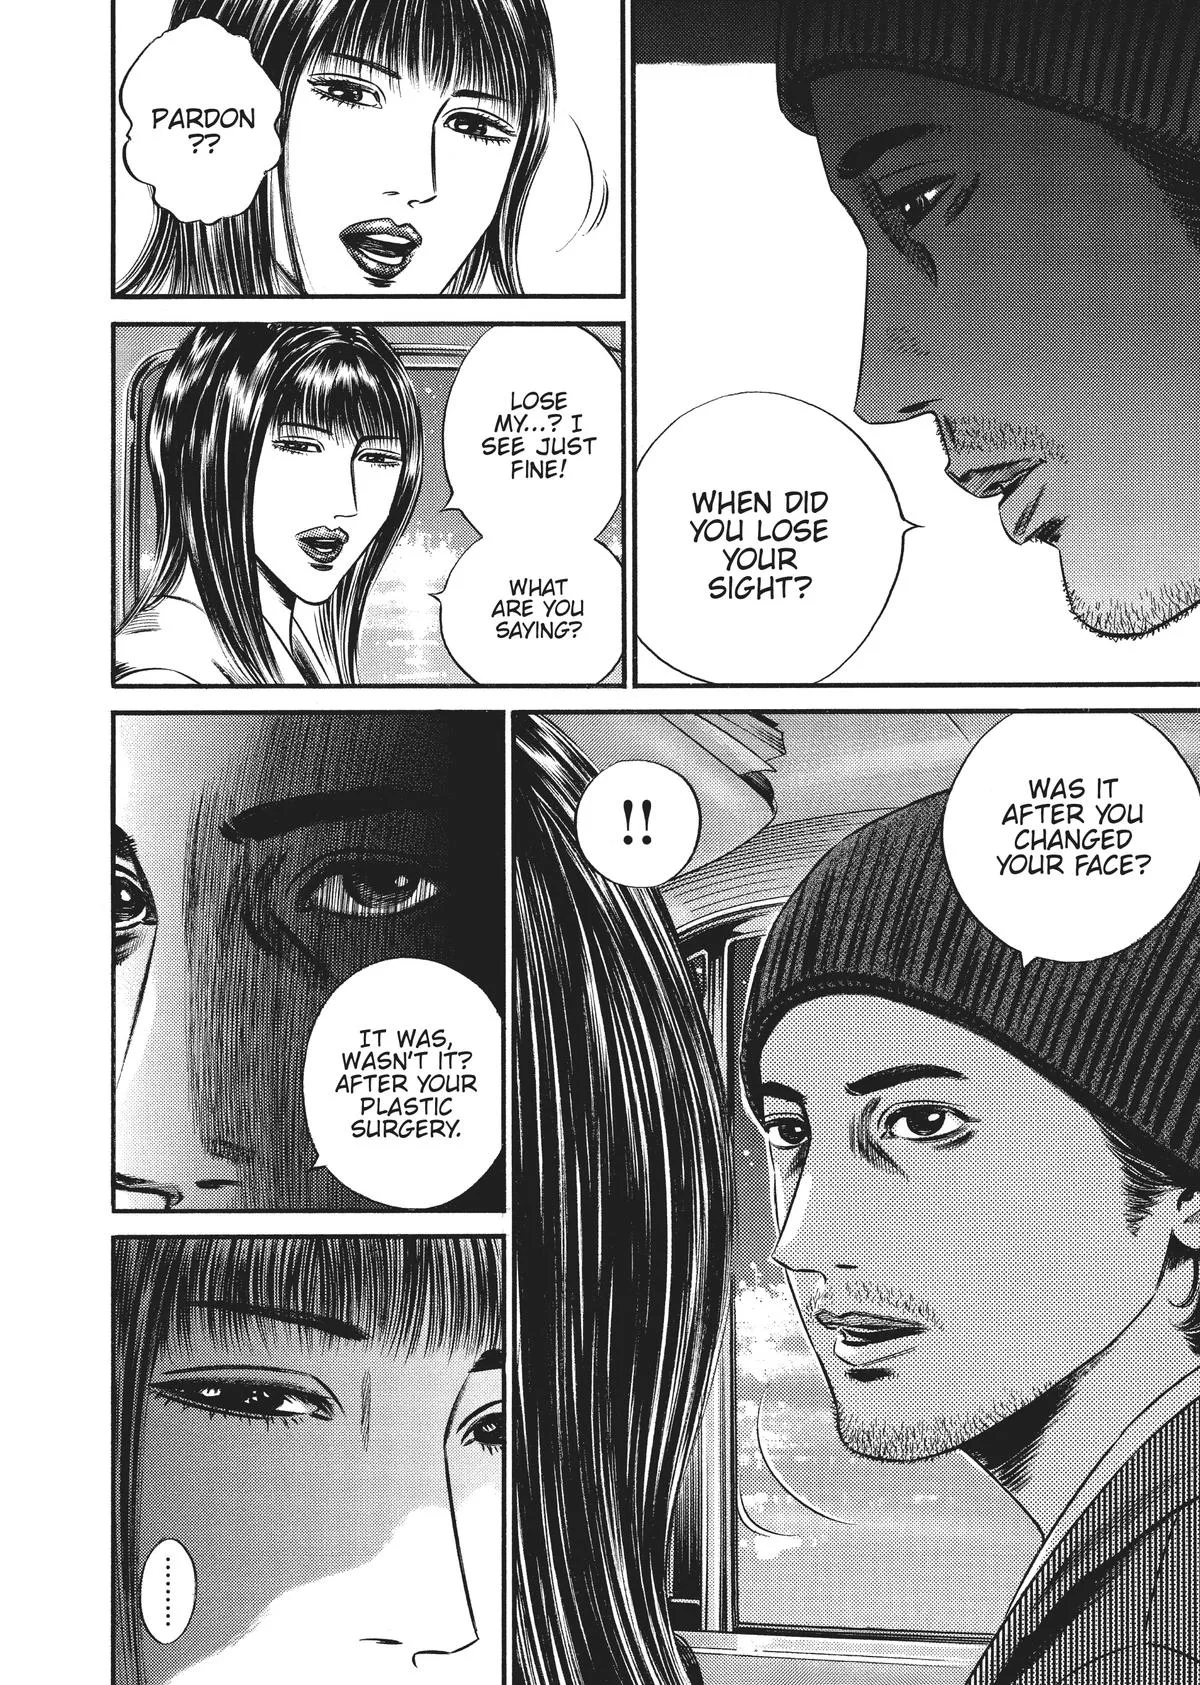 WHEN DID
YOU LOSE
YOUR
SIGHT?
PARDON
??
LOSE
MY...? I
SEE JUST
FINE!
WHAT
ARE YOU
SAYING?
WAS IT
AFTER YOU
CHANGED
YOUR FACE?
!!
IT WAS,
WASN'T IT?
AFTER YOUR
PLASTIC
SURGERY.
.........